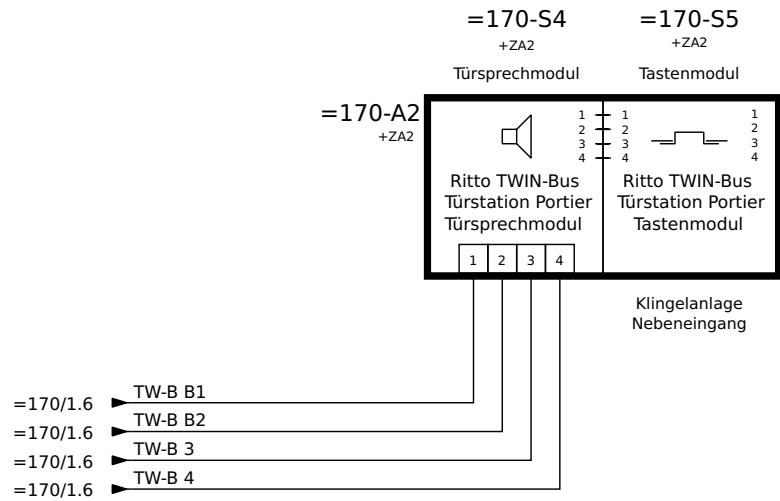 =170-S4
+ZA2
Türsprechmodul
=170-S5
+ZA2
Tastenmodul
=170-A2
+ZA2
1 1 1
2 2 2
3 3 3
4 4 4
Ritto TWIN-Bus
Türstation Portier
Türsprechmodul
Ritto TWIN-Bus
Türstation Portier
Tastenmodul
1 2 3 4
Klingelanlage
Nebeneingang
=170/1.6 TW-B B1
=170/1.6 TW-B B2
=170/1.6 TW-B 3
=170/1.6 TW-B 4